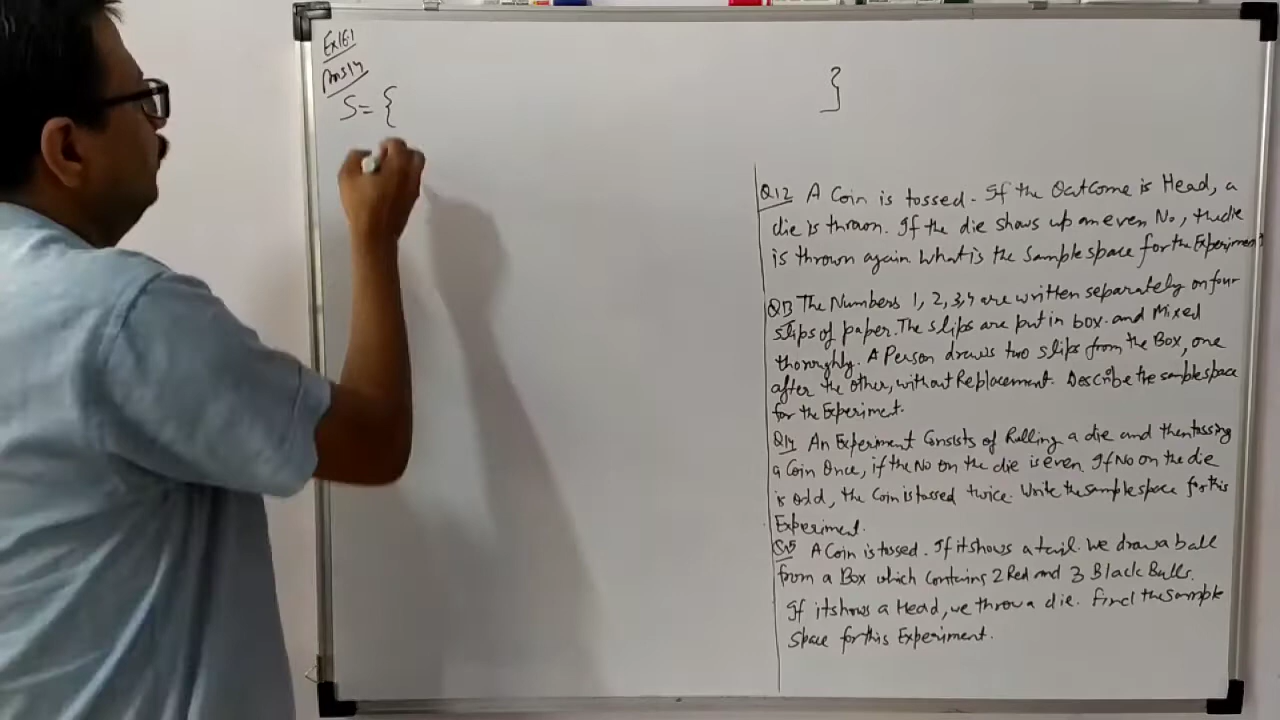 Ex16.1
Ans14
S= {
}
Q.12 A Coin is tossed. If the Outcome is Head, a
die is thrown. If the die shows up an even No, the die
is thrown again What is the Sample space for the Experiment
Q13 The Numbers 1, 2, 3, 4 are written separately on four
slips of paper. The slips are put in box and Mixed
thoroughly. A Person draws two slips from the Box, one
after the other, without Replacement. Describe the sample space
for the Experiment.
Q14 An Experiment Consists of Rolling a die and then tossing
a Coin Once, if the No on the die is even If No on the die
is odd, the Coin is tossed twice. Write the sample space for this
Experiment.
Q15 A Coin is tossed. If it shows a tail. we draw a ball
from a Box which Contains 2 Red and 3 Black Balls.
If it shows a Head, we throw a die. Find the Sample
Space for this Experiment.